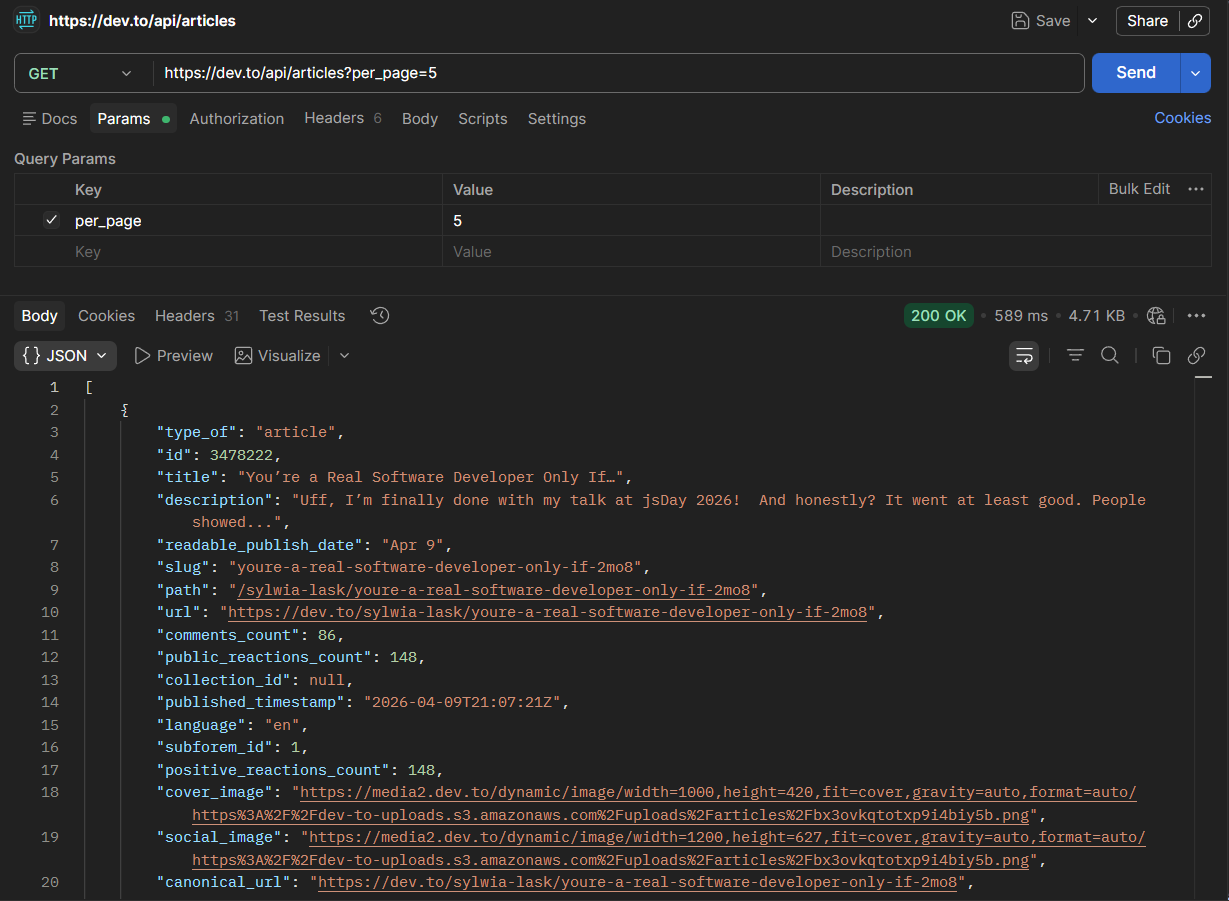 HTTP https://dev.to/api/articles Save Share
GET https://dev.to/api/articles?per_page=5 Send
Docs Params Authorization Headers 6 Body Scripts Settings Cookies
Query Params
Key Value Description Bulk Edit
per_page 5
Key Value Description
Body Cookies Headers 31 Test Results 200 OK • 589 ms • 4.71 KB •
{} JSON Preview Visualize
1 [
2 {
3 "type_of": "article",
4 "id": 3478222,
5 "title": "You’re a Real Software Developer Only If…",
6 "description": "Uff, I’m finally done with my talk at jsDay 2026!  And honestly? It went at least good. People
showed...",
7 "readable_publish_date": "Apr 9",
8 "slug": "youre-a-real-software-developer-only-if-2mo8",
9 "path": "/sylwia-lask/youre-a-real-software-developer-only-if-2mo8",
10 "url": "https://dev.to/sylwia-lask/youre-a-real-software-developer-only-if-2mo8",
11 "comments_count": 86,
12 "public_reactions_count": 148,
13 "collection_id": null,
14 "published_timestamp": "2026-04-09T21:07:21Z",
15 "language": "en",
16 "subforem_id": 1,
17 "positive_reactions_count": 148,
18 "cover_image": "https://media2.dev.to/dynamic/image/width=1000,height=420,fit=cover,gravity=auto,format=auto/
https%3A%2F%2Fdev-to-uploads.s3.amazonaws.com%2Fuploads%2Farticles%2Fbx3ovkqtotxp9i4biy5b.png",
19 "social_image": "https://media2.dev.to/dynamic/image/width=1200,height=627,fit=cover,gravity=auto,format=auto/
https%3A%2F%2Fdev-to-uploads.s3.amazonaws.com%2Fuploads%2Farticles%2Fbx3ovkqtotxp9i4biy5b.png",
20 "canonical_url": "https://dev.to/sylwia-lask/youre-a-real-software-developer-only-if-2mo8",